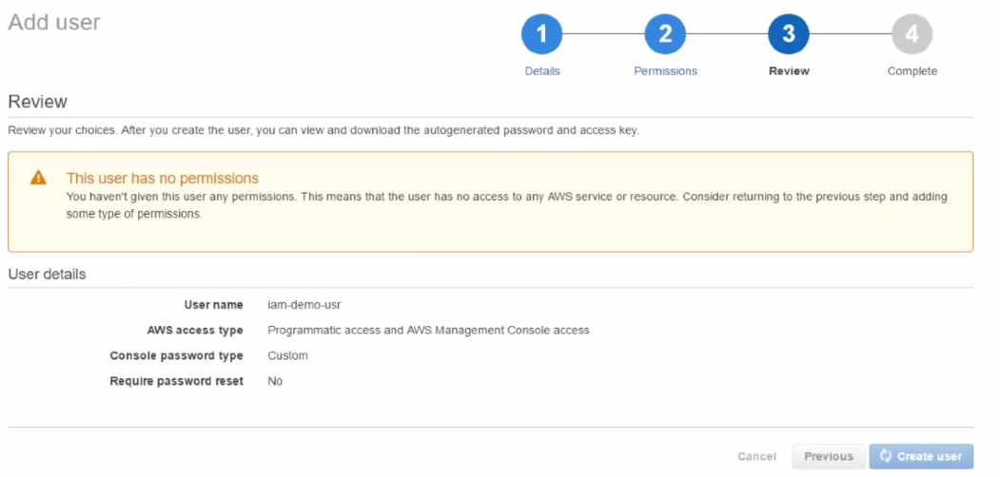 Add user
1 2 3 4
Details Permissions Review Complete
Review
Review your choices. After you create the user, you can view and download the autogenerated password and access key.
This user has no permissions
You haven't given this user any permissions. This means that the user has no access to any AWS service or resource. Consider returning to the previous step and adding
some type of permissions.
User details
User name iam-demo-usr
AWS access type Programmatic access and AWS Management Console access
Console password type Custom
Require password reset No
Cancel Previous Create user